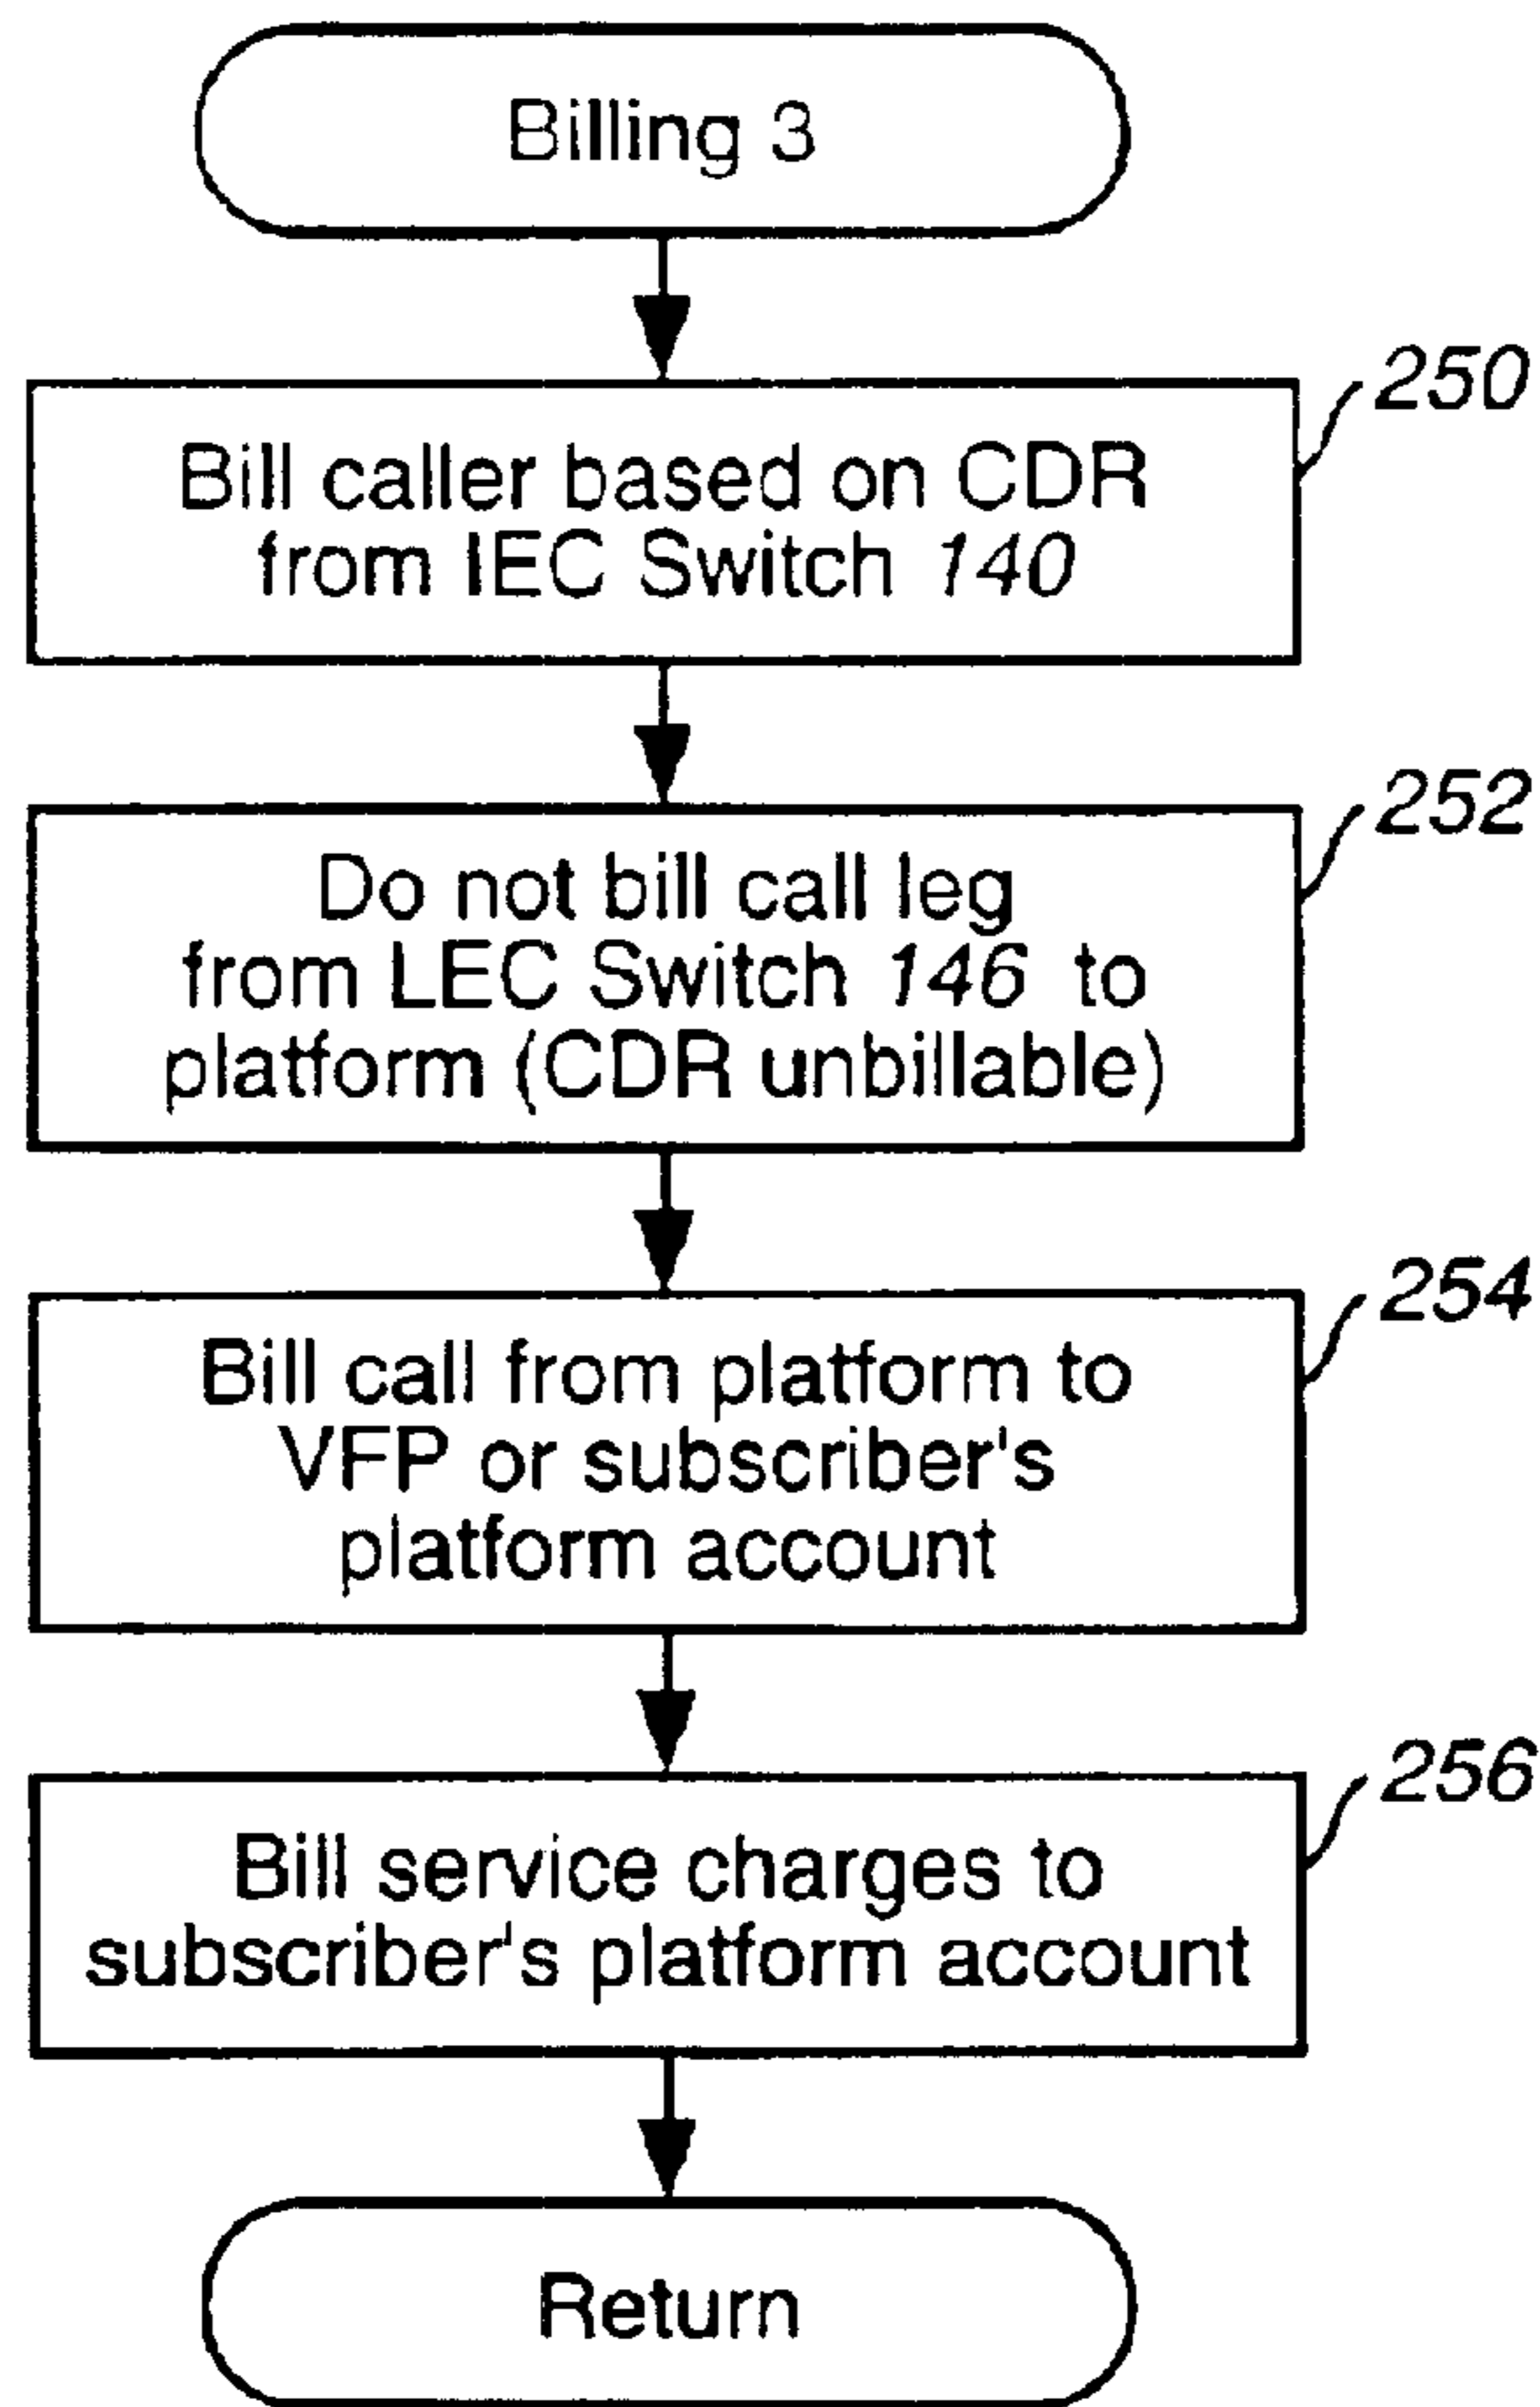 Billing 3
250
Bill caller based on CDR
from IEC Switch 140
252
Do not bill call leg
from LEC Switch 146 to
platform (CDR unbillable)
254
Bill call from platform to
VFP or subscriber's
platform account
256
Bill service charges to
subscriber's platform account
Return